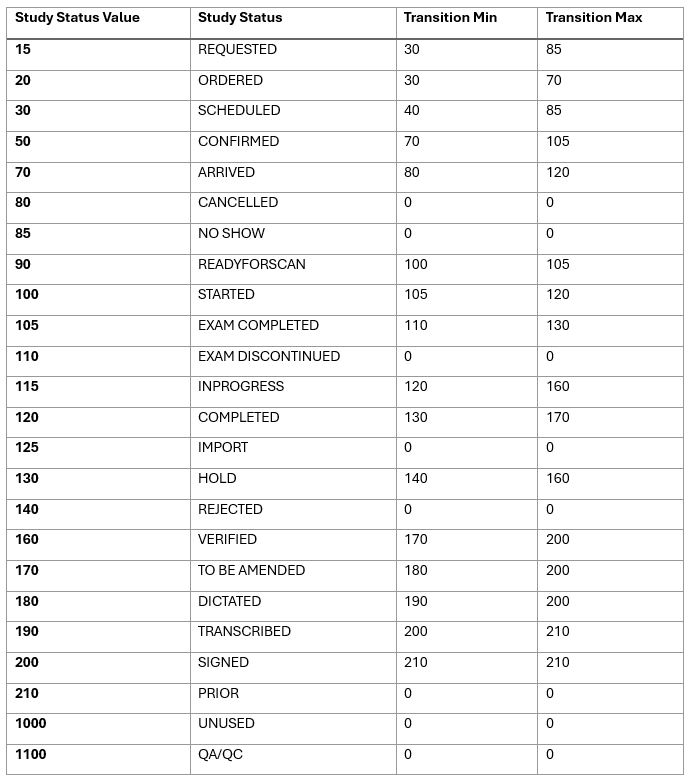 Study Status Value Study Status Transition Min Transition Max
15 REQUESTED 30 85
20 ORDERED 30 70
30 SCHEDULED 40 85
50 CONFIRMED 70 105
70 ARRIVED 80 120
80 CANCELLED 0 0
85 NO SHOW 0 0
90 READYFORSCAN 100 105
100 STARTED 105 120
105 EXAM COMPLETED 110 130
110 EXAM DISCONTINUED 0 0
115 INPROGRESS 120 160
120 COMPLETED 130 170
125 IMPORT 0 0
130 HOLD 140 160
140 REJECTED 0 0
160 VERIFIED 170 200
170 TO BE AMENDED 180 200
180 DICTATED 190 200
190 TRANSCRIBED 200 210
200 SIGNED 210 210
210 PRIOR 0 0
1000 UNUSED 0 0
1100 QA/QC 0 0